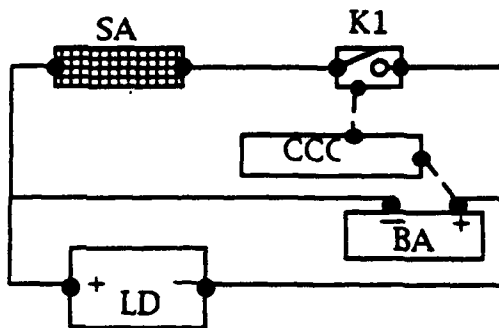 SA K1
CCC
− +
BA
+ −
LD